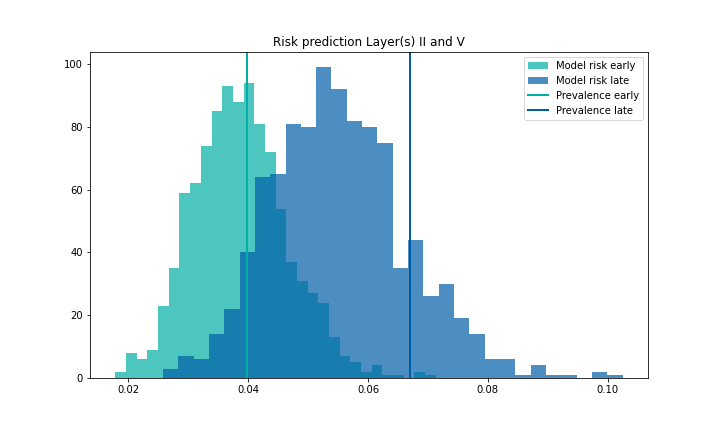 Risk prediction Layer(s) II and V
Model risk early
Model risk late
Prevalence early
Prevalence late
100
80
60
40
20
0
0.02 0.04 0.06 0.08 0.10